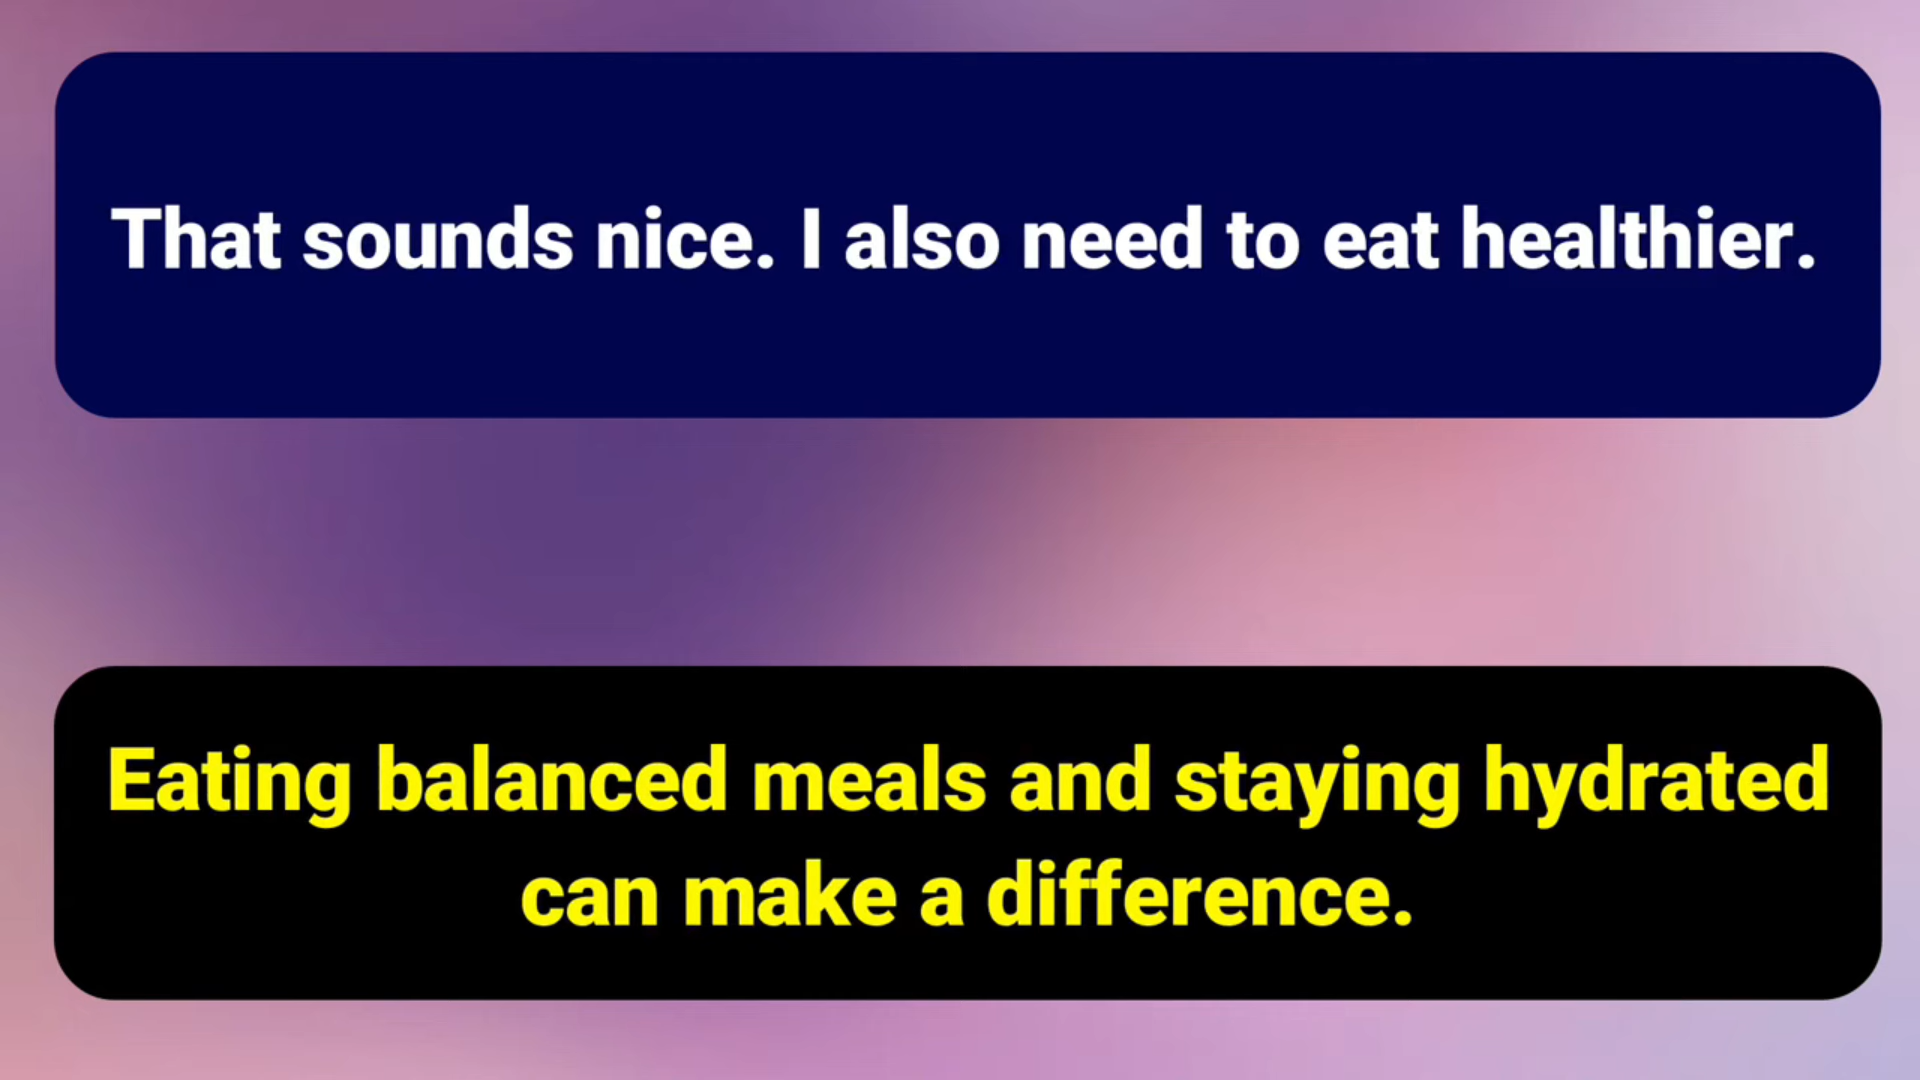 That sounds nice. I also need to eat healthier.
Eating balanced meals and staying hydrated
can make a difference.